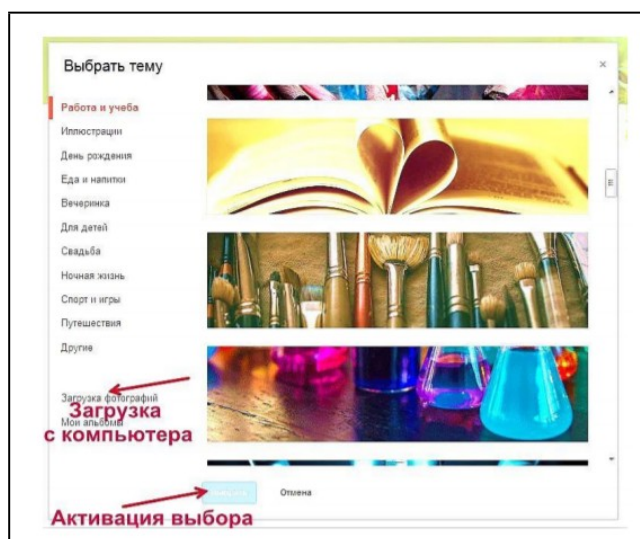 Выбрать тему
Работа и учеба
Иллюстрации
День рождения
Еда и напитки
Вечеринка
Для детей
Свадьба
Ночная жизнь
Спорт и игры
Путешествия
Другие
Загрузка фотографий
Загрузка
с компьютера
Мои альбомы
Отмена
Активация выбора